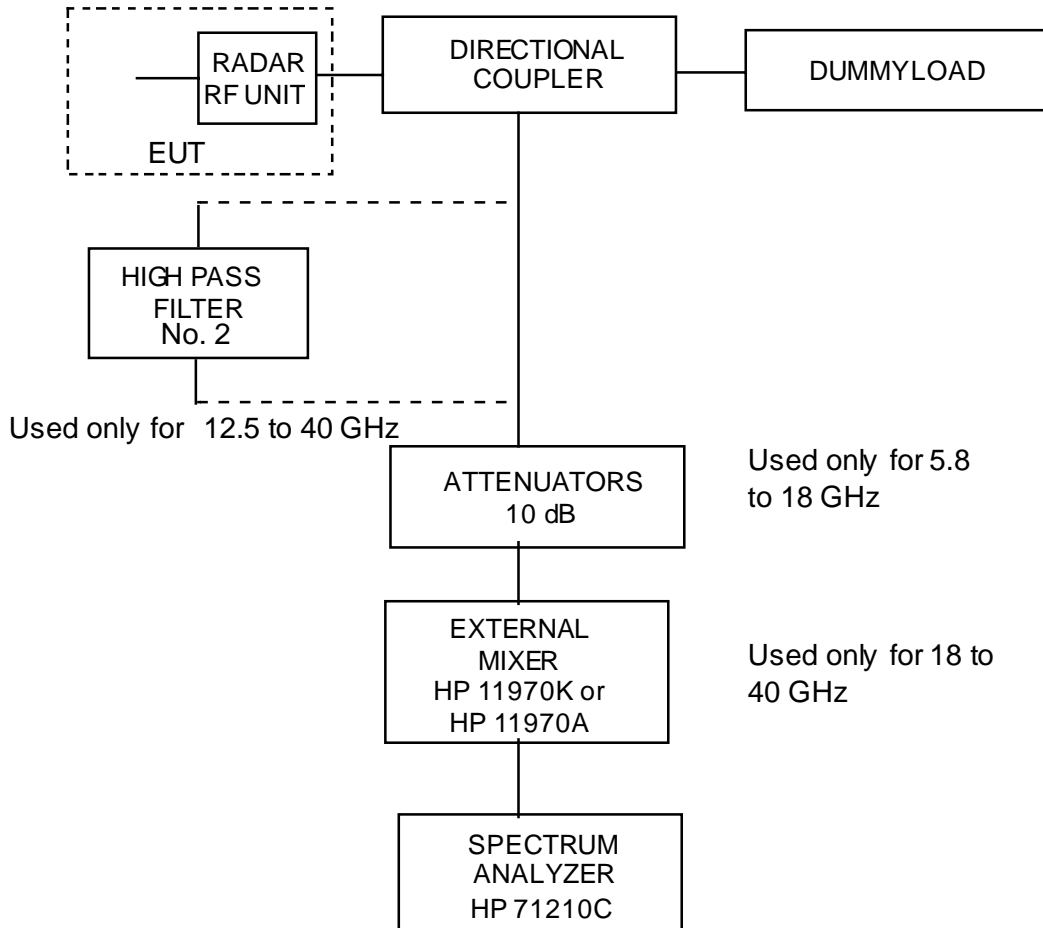 RADAR
RF UNIT
EUT
DIRECTIONAL
COUPLER
DUMMYLOAD
HIGH PASS
FILTER
No. 2
Used only for 12.5 to 40 GHz
ATTENUATORS
10 dB
Used only for 5.8
to 18 GHz
EXTERNAL
MIXER
HP 11970K or
HP 11970A
Used only for 18 to
40 GHz
SPECTRUM
ANALYZER
HP 71210C